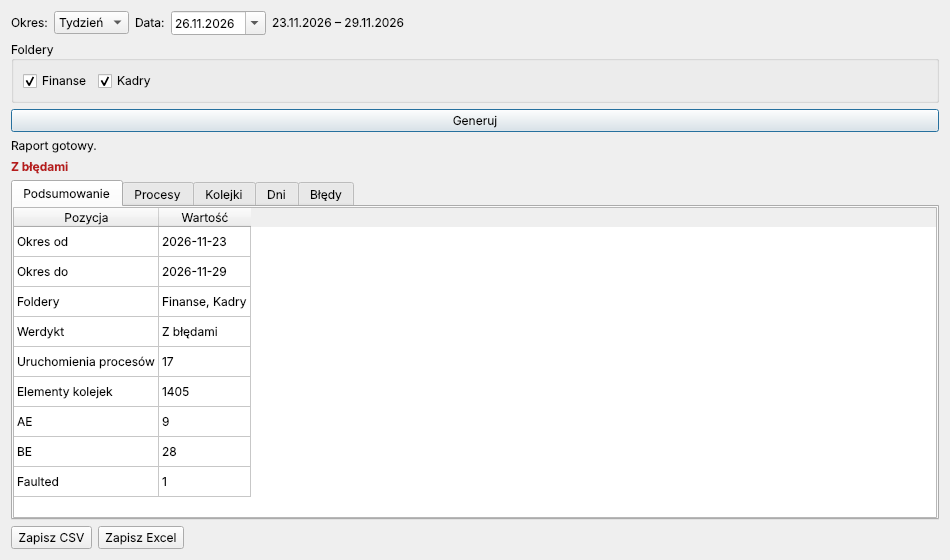 Okres: Tydzień Data: 26.11.2026 23.11.2026 – 29.11.2026
Foldery
Finanse Kadry
Generuj
Raport gotowy.
Z błędami
Podsumowanie Procesy Kolejki Dni Błędy
Pozycja Wartość
Okres od 2026-11-23
Okres do 2026-11-29
Foldery Finanse, Kadry
Werdykt Z błędami
Uruchomienia procesów 17
Elementy kolejek 1405
AE 9
BE 28
Faulted 1
Zapisz CSV Zapisz Excel